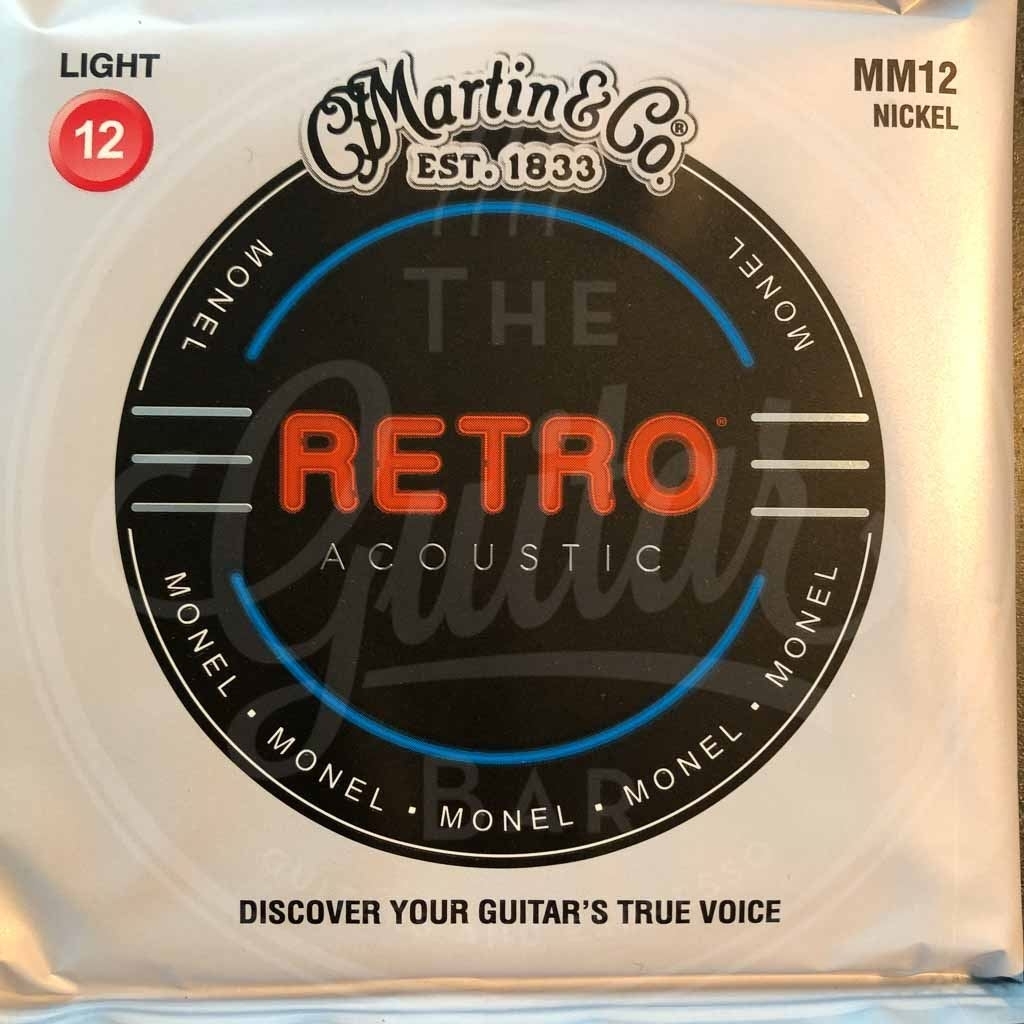 LIGHT
12
MM12
NICKEL
CF Martin & Co.®
EST. 1833
MONEL
MONEL
THE
Guitar
BAR
RETRO®
ACOUSTIC
MONEL • MONEL • MONEL • MONEL • MONEL
DISCOVER YOUR GUITAR'S TRUE VOICE